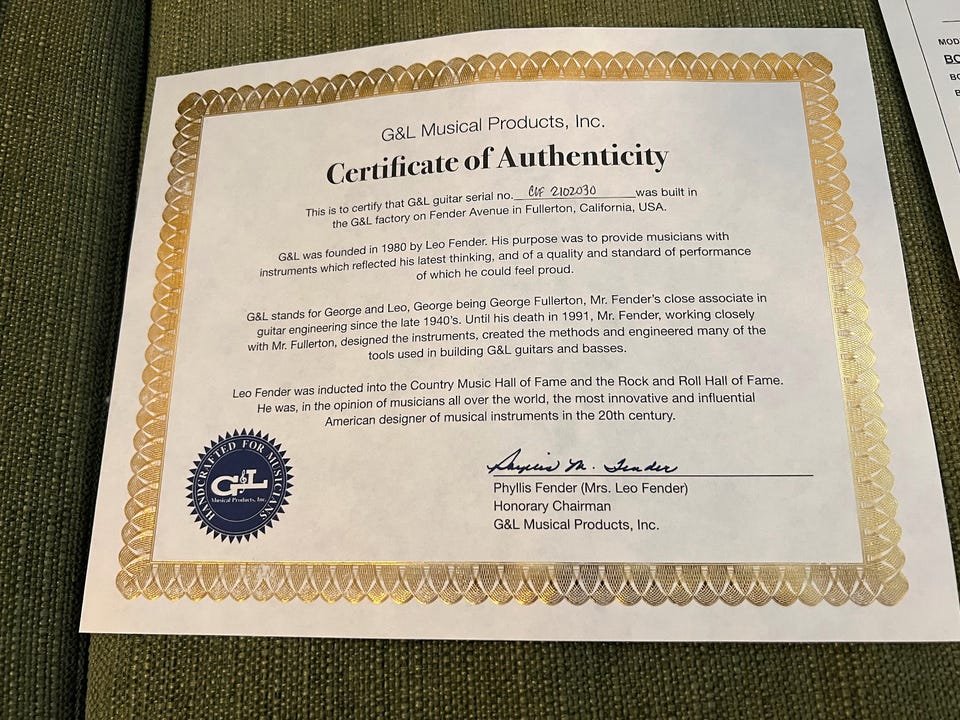 G&L Musical Products, Inc.
Certificate of Authenticity
This is to certify that G&L guitar serial no. CLF 2102030 was built in
the G&L factory on Fender Avenue in Fullerton, California, USA.
G&L was founded in 1980 by Leo Fender. His purpose was to provide musicians with
instruments which reflected his latest thinking, and of a quality and standard of performance
of which he could feel proud.
G&L stands for George and Leo, George being George Fullerton, Mr. Fender's close associate in
guitar engineering since the late 1940's. Until his death in 1991, Mr. Fender, working closely
with Mr. Fullerton, designed the instruments, created the methods and engineered many of the
tools used in building G&L guitars and basses.
Leo Fender was inducted into the Country Music Hall of Fame and the Rock and Roll Hall of Fame.
He was, in the opinion of musicians all over the world, the most innovative and influential
American designer of musical instruments in the 20th century.
HANDCRAFTED FOR MUSICIANS
G&L
Musical Products, Inc.
Phyllis M. Fender
Phyllis Fender (Mrs. Leo Fender)
Honorary Chairman
G&L Musical Products, Inc.
MOD
BO
BO
B